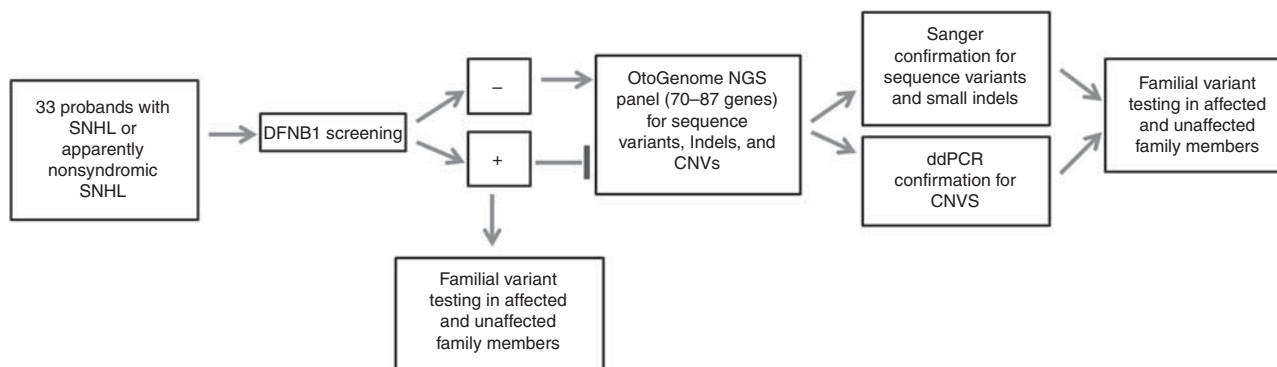 33 probands with
SNHL or
apparently
nonsyndromic
SNHL
DFNB1 screening
–
+
Familial variant
testing in affected
and unaffected
family members
OtoGenome NGS
panel (70–87 genes)
for sequence
variants, Indels, and
CNVs
Sanger
confirmation for
sequence variants
and small indels
ddPCR
confirmation for
CNVS
Familial variant
testing in affected
and unaffected
family members